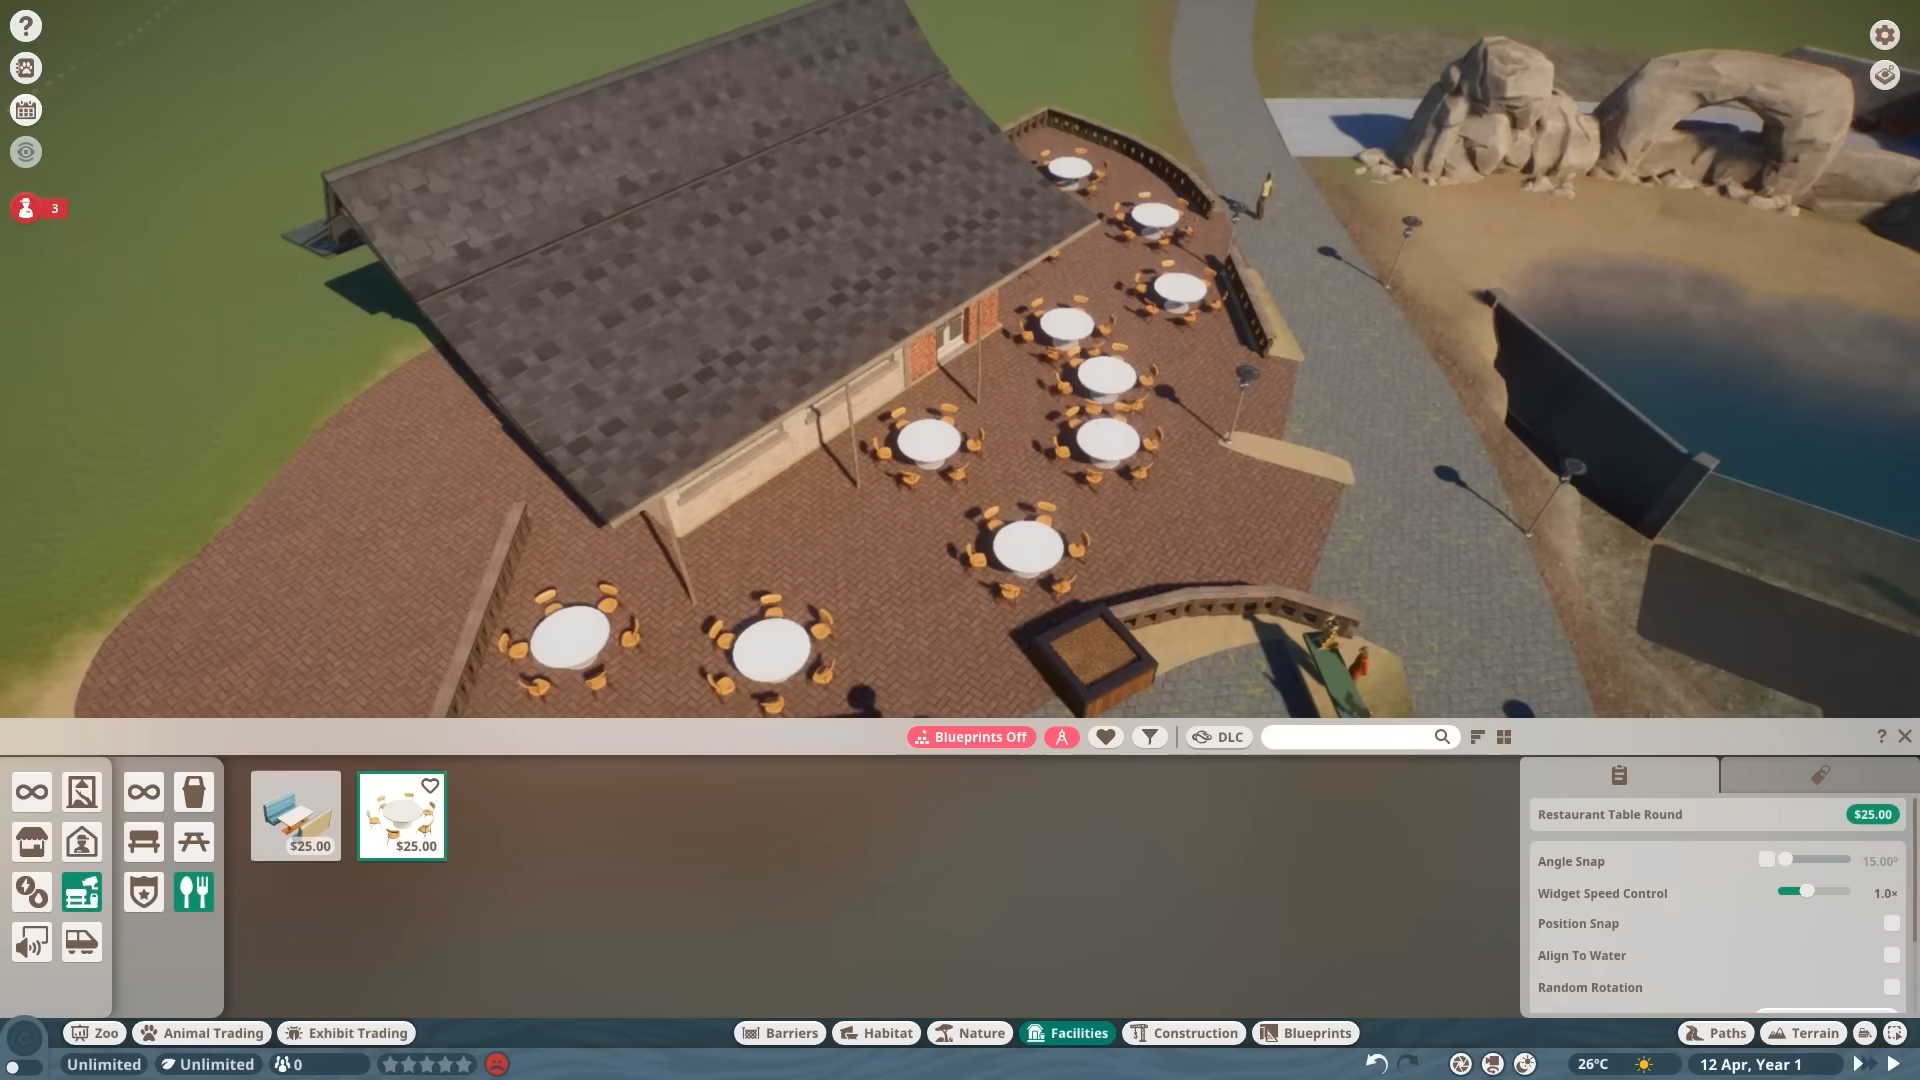 3
Blueprints Off
DLC
?
$25.00
$25.00
Restaurant Table Round
$25.00
Angle Snap
15.00°
Widget Speed Control
1.0×
Position Snap
Align To Water
Random Rotation
Zoo
Animal Trading
Exhibit Trading
Barriers
Habitat
Nature
Facilities
Construction
Blueprints
Paths
Terrain
Unlimited
Unlimited
0
26°C
12 Apr, Year 1